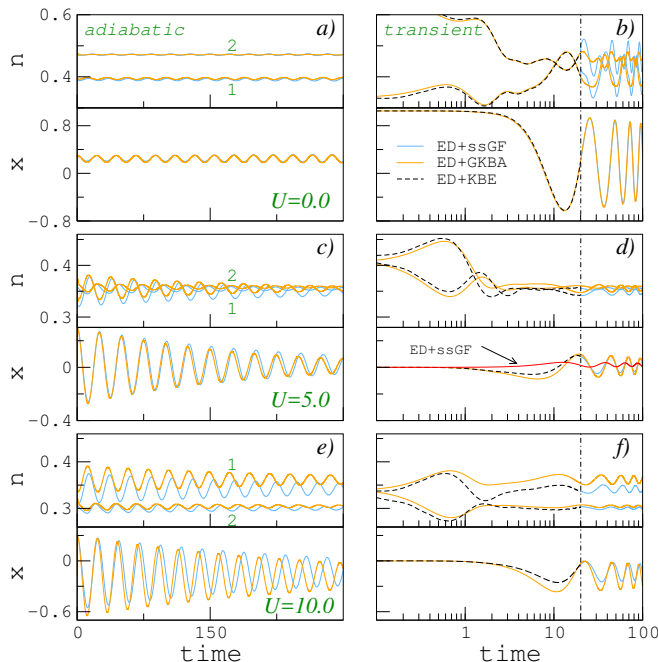 adiabatic
a)
n
0.6
0.4
2
1
transient
b)
x
0.8
0
-0.8
U=0.0
ED+ssGF
ED+GKBA
ED+KBE
c)
n
0.4
0.3
2
1
d)
x
0
-0.4
U=5.0
ED+ssGF
e)
n
0.4
0.3
1
2
f)
x
0
-0.6
U=10.0
0 150
time
1 10 100
time